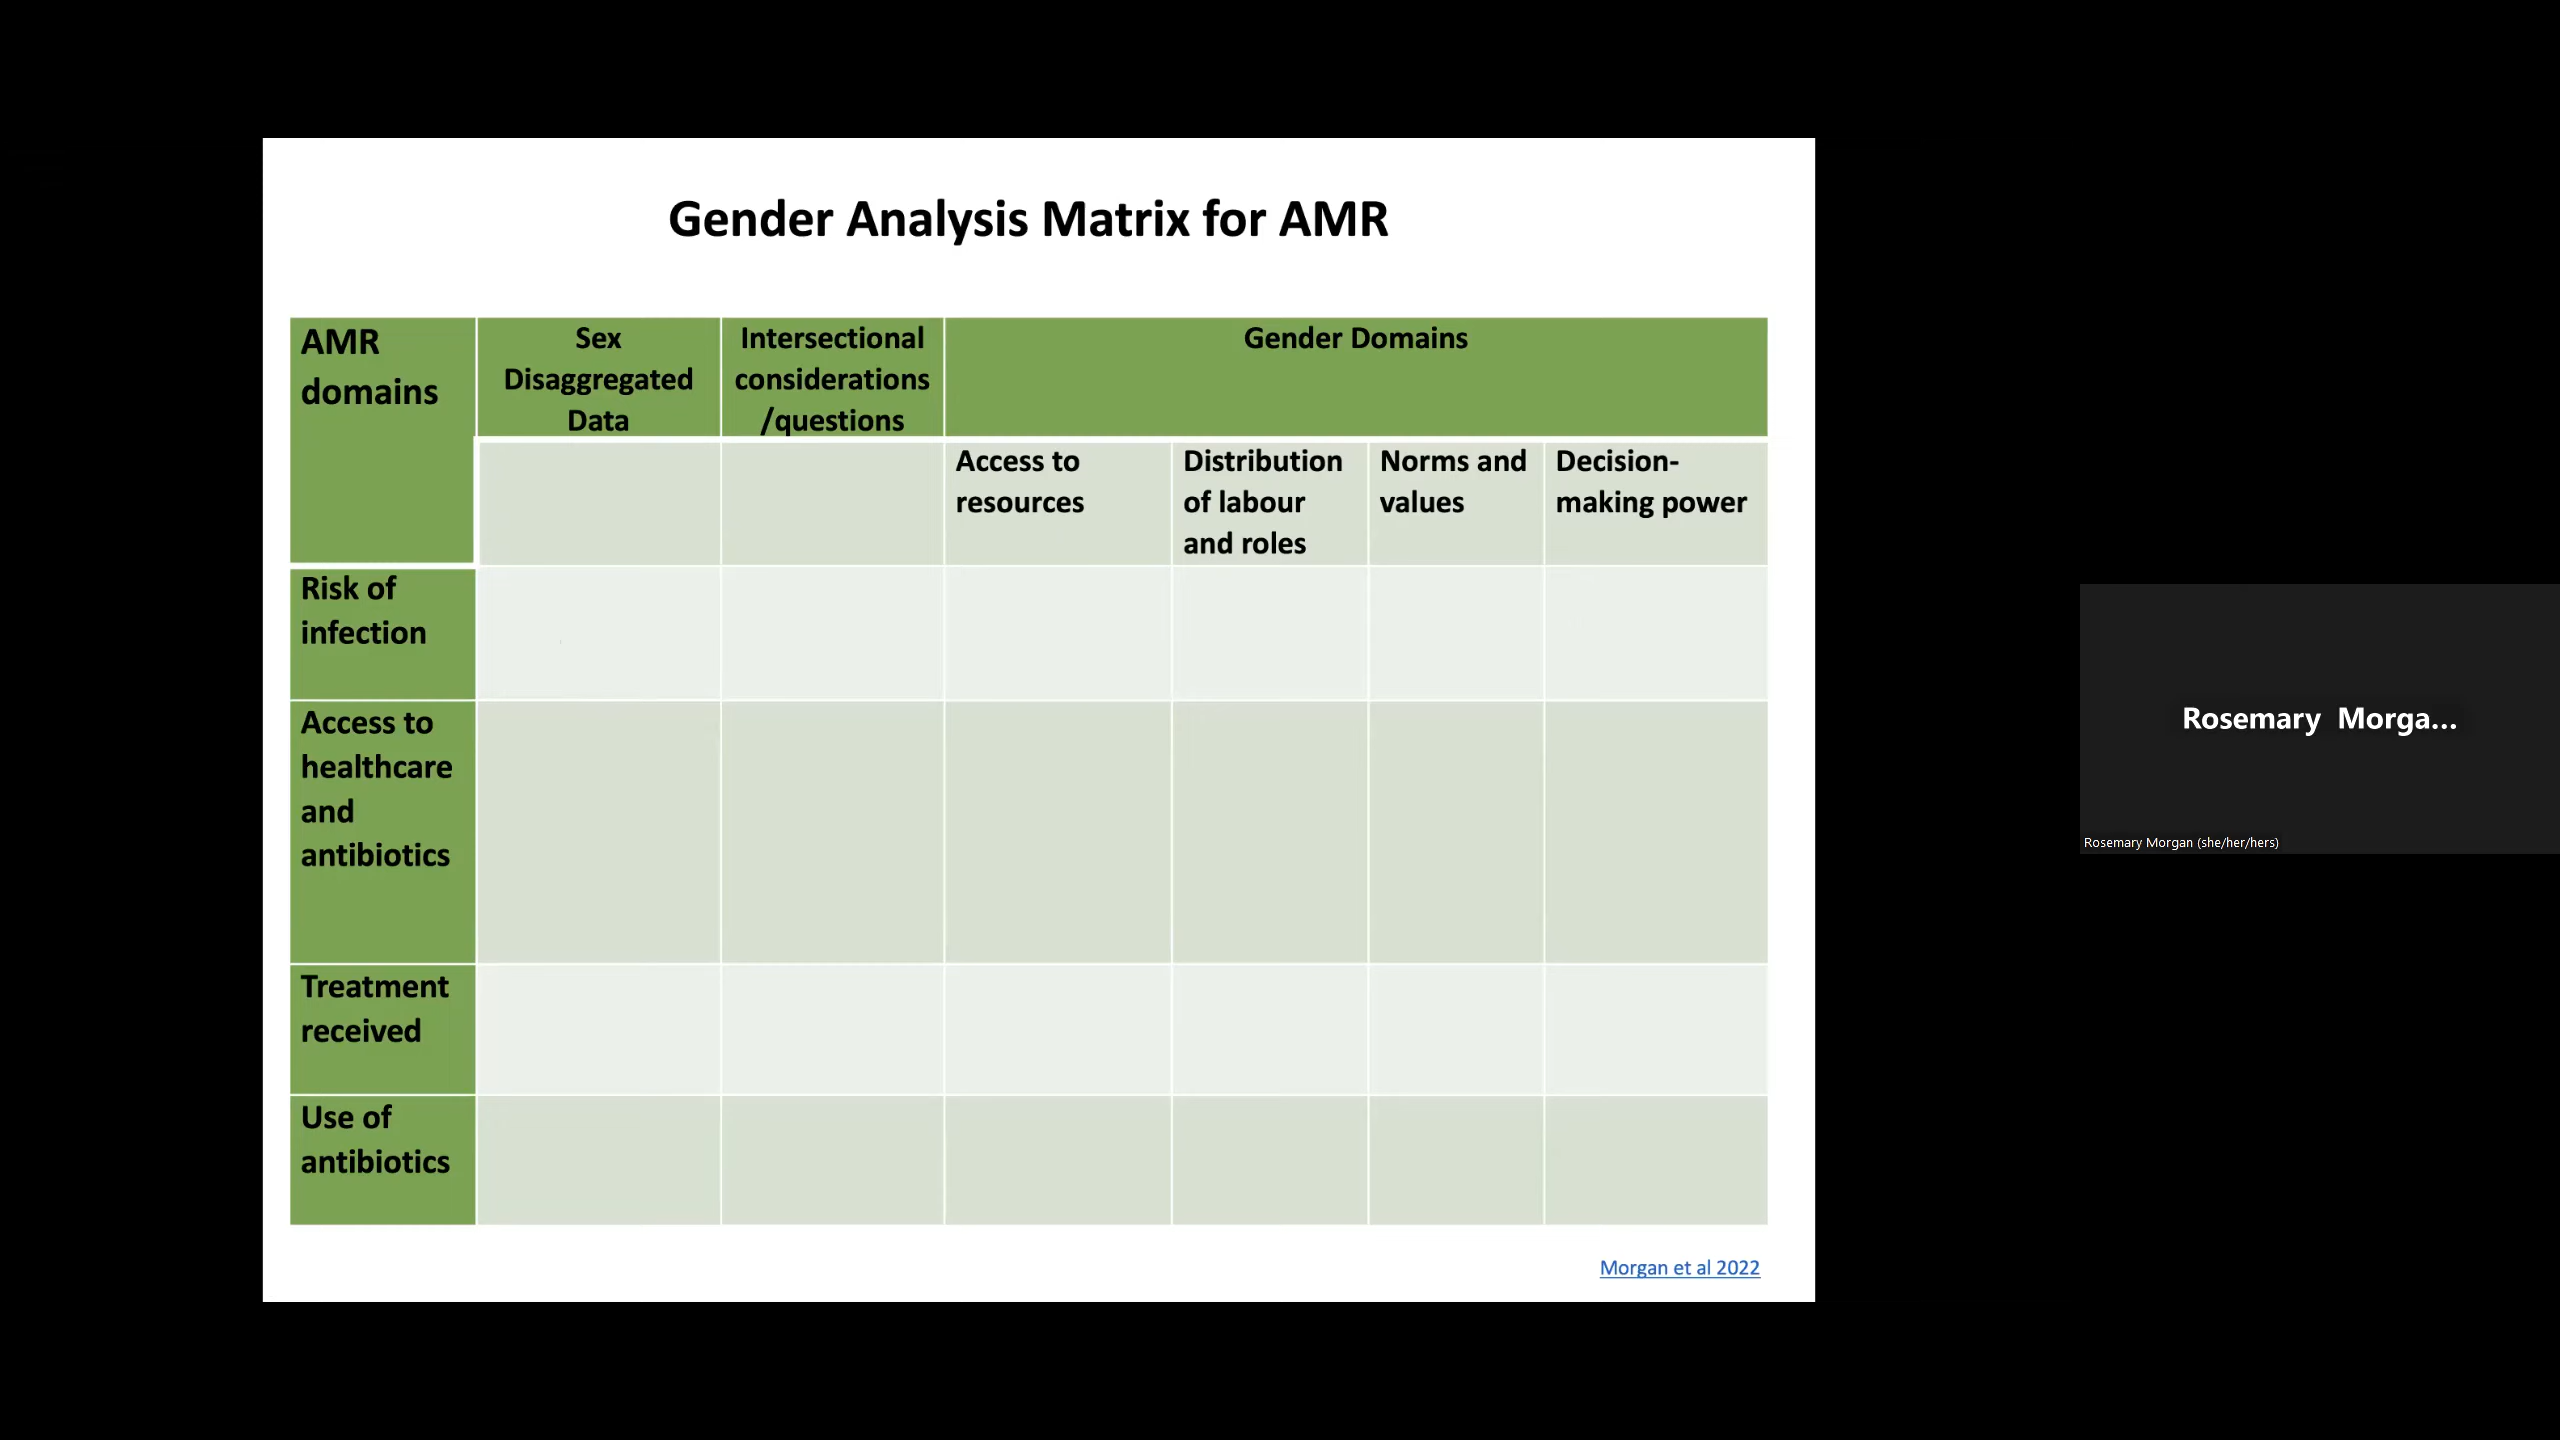 Gender Analysis Matrix for AMR
AMR
domains
Sex
Disaggregated
Data
Intersectional
considerations
/questions
Gender Domains
Access to
resources
Distribution
of labour
and roles
Norms and
values
Decision-
making power
Risk of
infection
Access to
healthcare
and
antibiotics
Treatment
received
Use of
antibiotics
Morgan et al 2022
Rosemary Morga...
Rosemary Morgan (she/her/hers)